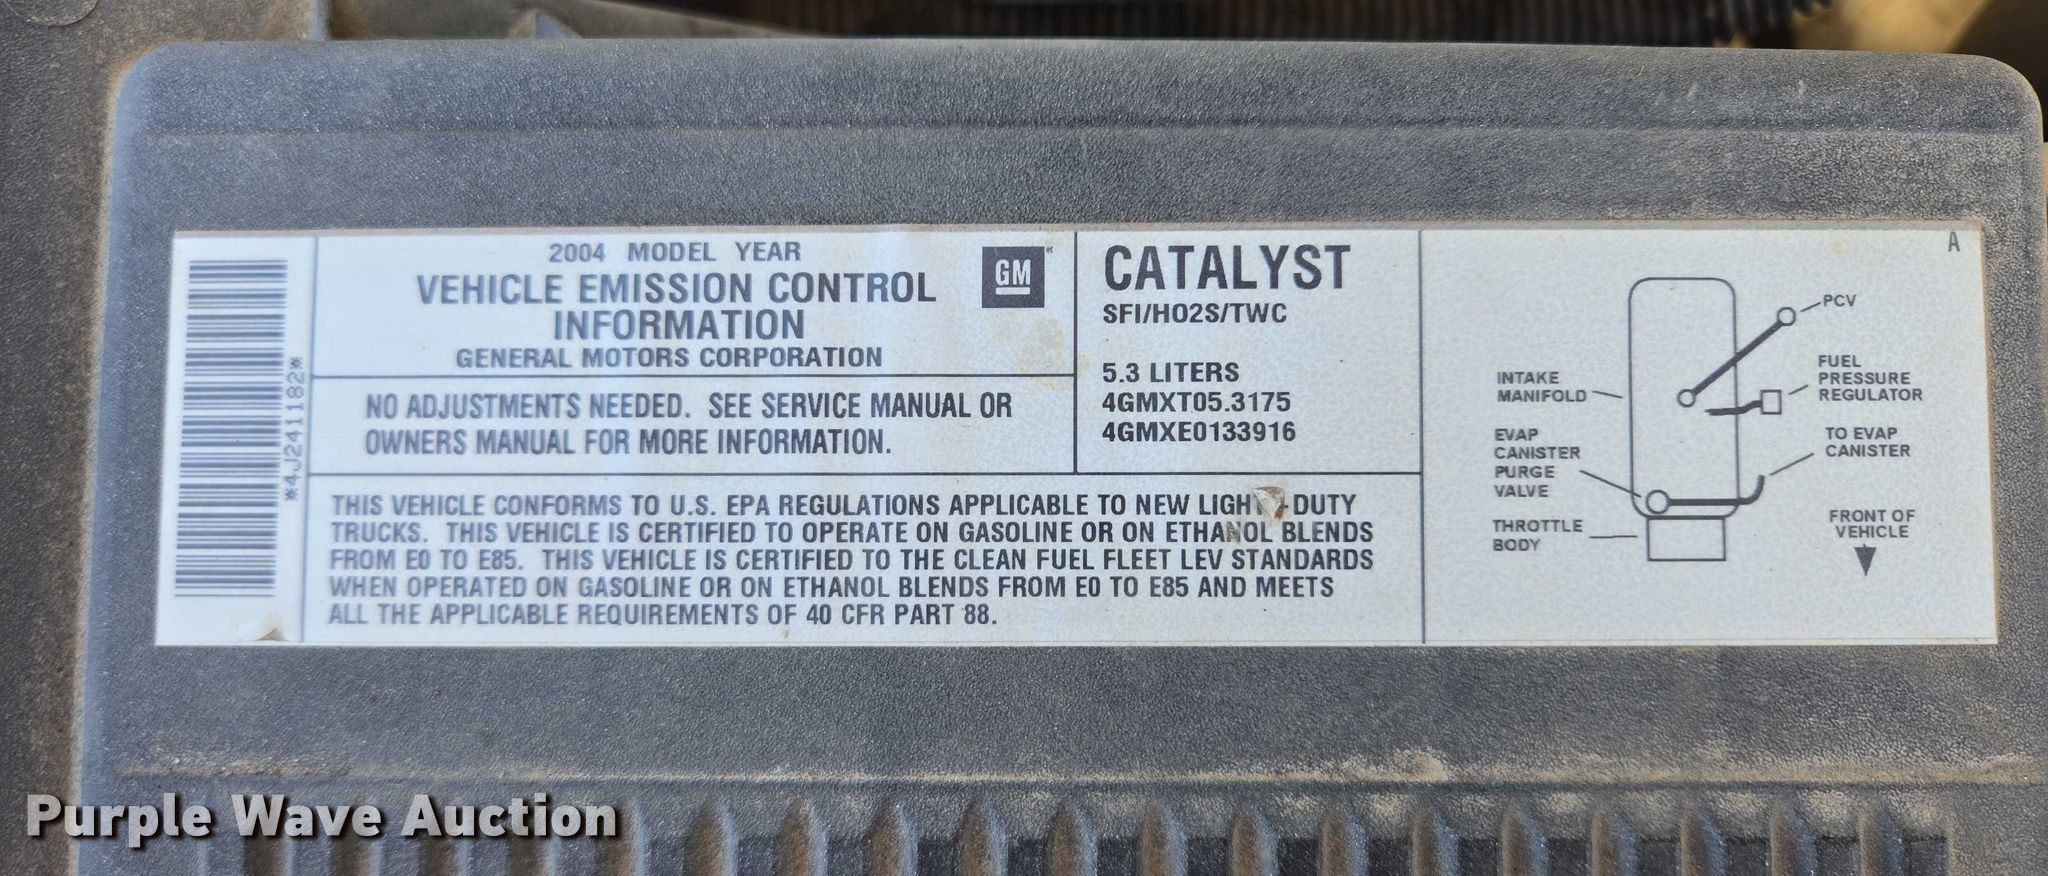 *4J241182*
2004 MODEL YEAR
VEHICLE EMISSION CONTROL
INFORMATION
GENERAL MOTORS CORPORATION
GM
NO ADJUSTMENTS NEEDED. SEE SERVICE MANUAL OR
OWNERS MANUAL FOR MORE INFORMATION.
CATALYST
SFI/HO2S/TWC
5.3 LITERS
4GMXT05.3175
4GMXE0133916
THIS VEHICLE CONFORMS TO U.S. EPA REGULATIONS APPLICABLE TO NEW LIGHT-DUTY
TRUCKS. THIS VEHICLE IS CERTIFIED TO OPERATE ON GASOLINE OR ON ETHANOL BLENDS
FROM E0 TO E85. THIS VEHICLE IS CERTIFIED TO THE CLEAN FUEL FLEET LEV STANDARDS
WHEN OPERATED ON GASOLINE OR ON ETHANOL BLENDS FROM E0 TO E85 AND MEETS
ALL THE APPLICABLE REQUIREMENTS OF 40 CFR PART 88.
A
PCV
FUEL
PRESSURE
REGULATOR
INTAKE
MANIFOLD
EVAP
CANISTER
PURGE
VALVE
TO EVAP
CANISTER
THROTTLE
BODY
FRONT OF
VEHICLE
Purple Wave Auction